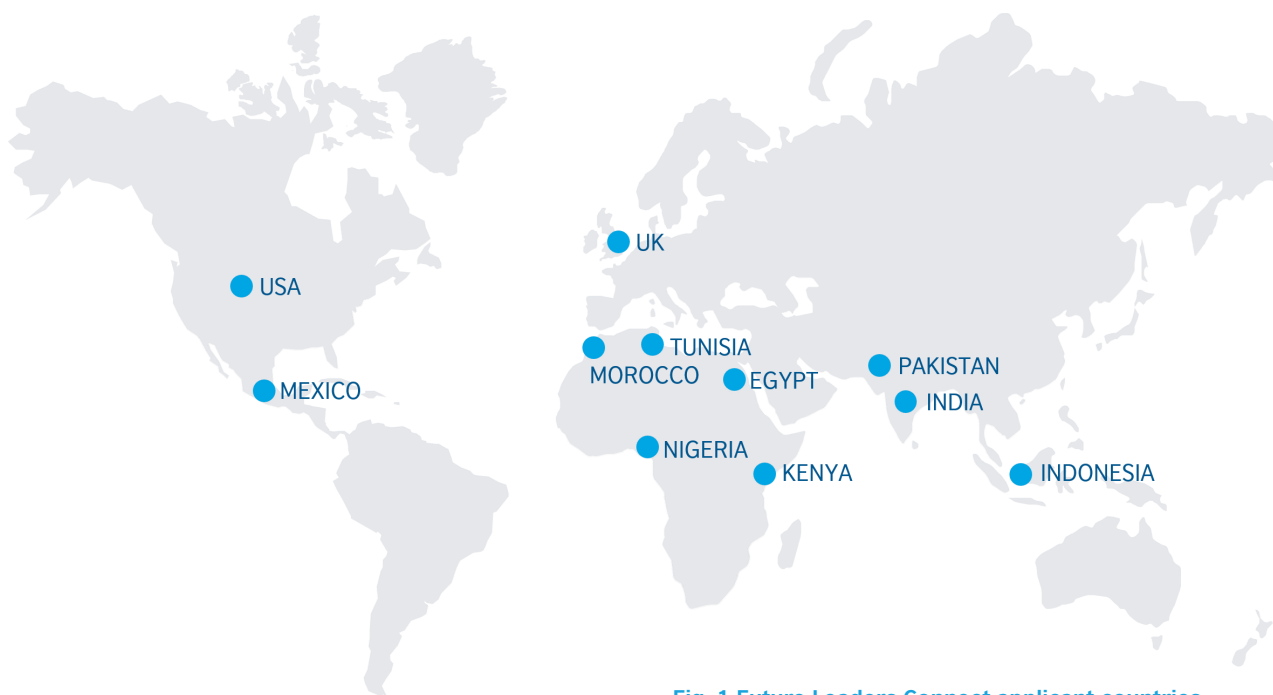 UK
USA
TUNISIA
MOROCCO
PAKISTAN
EGYPT
MEXICO
INDIA
NIGERIA
KENYA
INDONESIA
Fig. 1 Future Leaders Connect applicant countries